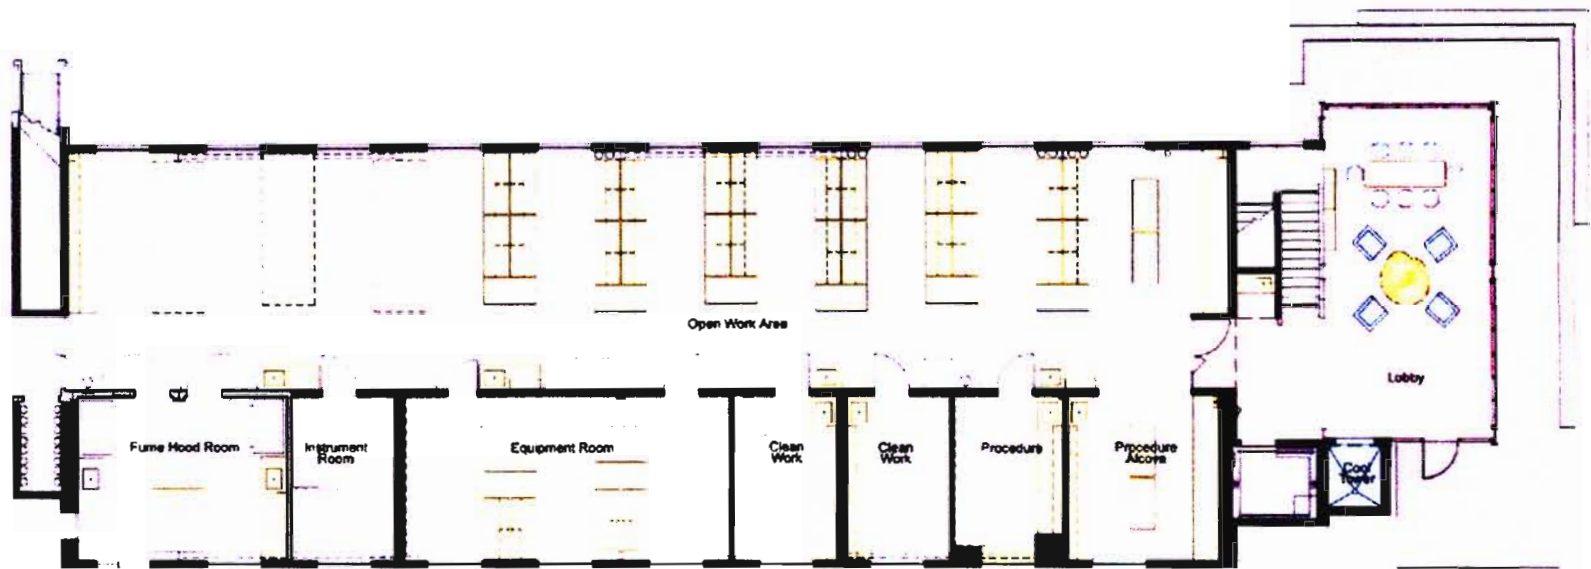 Open Work Area
Lobby
Fume Hood Room
Instrument
Room
Equipment Room
Clean
Work
Clean
Work
Procedure
Procedure
Alcove
Cool
Tower